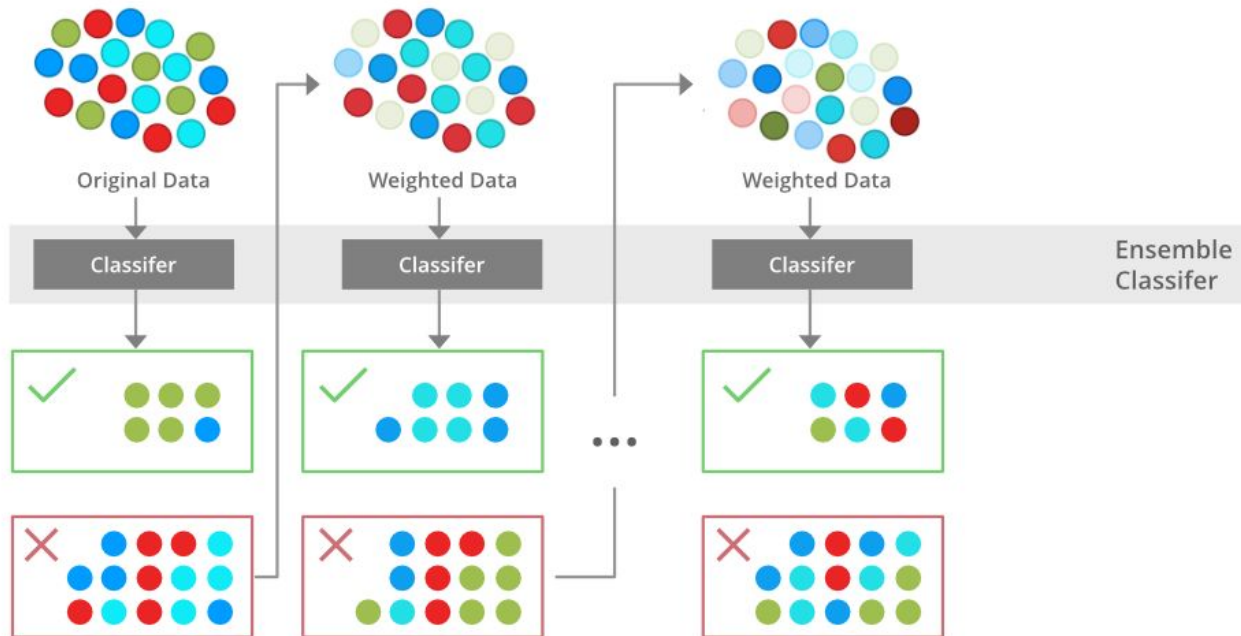 Original Data
Weighted Data
Weighted Data
Classifer
Classifer
Classifer
Ensemble
Classifer
...